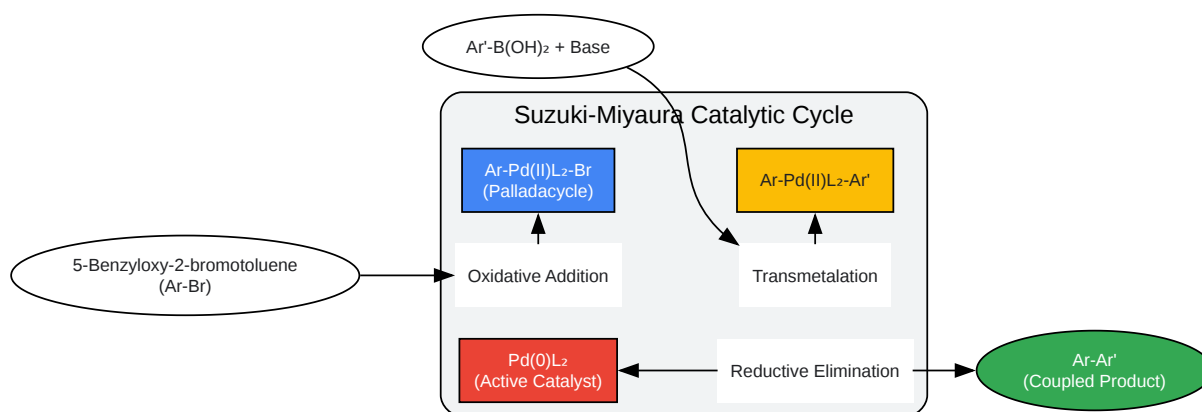 Ar'-B(OH)₂ + Base
Suzuki-Miyaura Catalytic Cycle
Ar-Pd(II)L₂-Br
(Palladacycle)
Ar-Pd(II)L₂-Ar'
5-Benzyloxy-2-bromotoluene
(Ar-Br)
Oxidative Addition
Transmetalation
Pd(0)L₂
(Active Catalyst)
Reductive Elimination
Ar-Ar'
(Coupled Product)